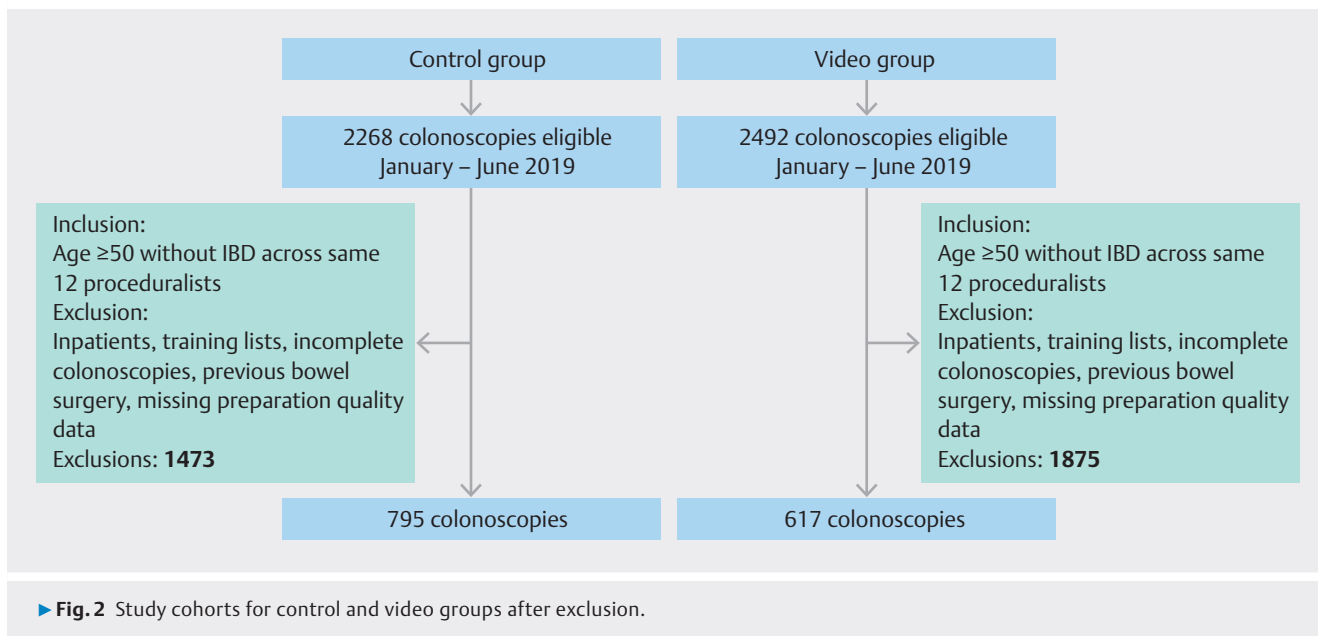 Control group
Video group
2268 colonoscopies eligible
January – June 2019
2492 colonoscopies eligible
January – June 2019
Inclusion:
Age ≥50 without IBD across same
12 proceduralists
Exclusion:
Inpatients, training lists, incomplete
colonoscopies, previous bowel
surgery, missing preparation quality
data
Exclusions: 1473
Inclusion:
Age ≥50 without IBD across same
12 proceduralists
Exclusion:
Inpatients, training lists, incomplete
colonoscopies, previous bowel
surgery, missing preparation quality
data
Exclusions: 1875
795 colonoscopies
617 colonoscopies
▶ Fig. 2 Study cohorts for control and video groups after exclusion.